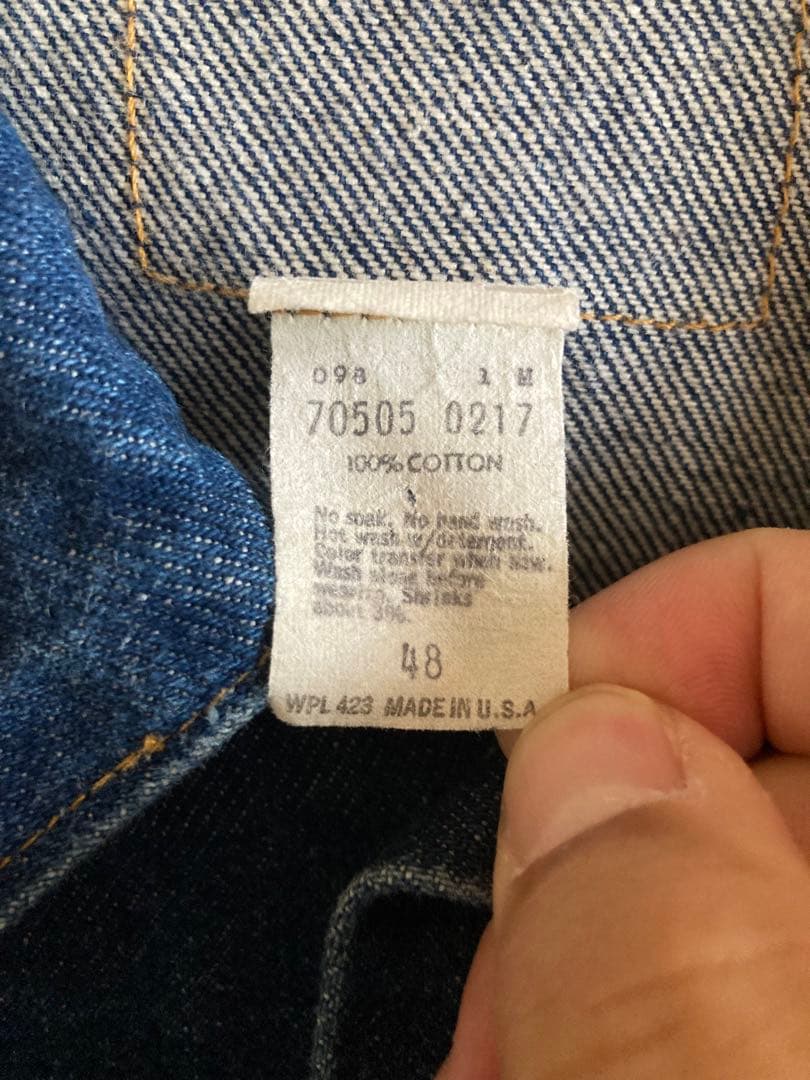 098 1 M
70505 0217
100% COTTON
No soak. No hand wash.
Hot wash w/detergent.
Color transfer when new.
Wash alone before
wearing. Shrinks
about 3%.
48
WPL 423 MADE IN U.S.A